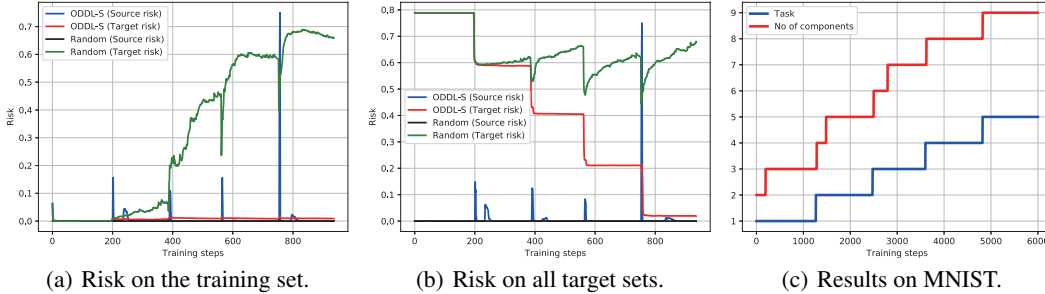 ODDL-S (Source risk)
ODDL-S (Target risk)
Random (Source risk)
Random (Target risk)
0.7
0.6
0.5
0.4
0.3
0.2
0.1
0.0
Risk
0 200 400 600 800
Training steps
(a) Risk on the training set.
0.8
0.7
0.6
0.5
0.4
0.3
0.2
0.1
0.0
Risk
ODDL-S (Source risk)
ODDL-S (Target risk)
Random (Source risk)
Random (Target risk)
0 200 400 600 800
Training steps
(b) Risk on all target sets.
Task
No of components
9
8
7
6
5
4
3
2
1
0 1000 2000 3000 4000 5000 6000
Training steps
(c) Results on MNIST.